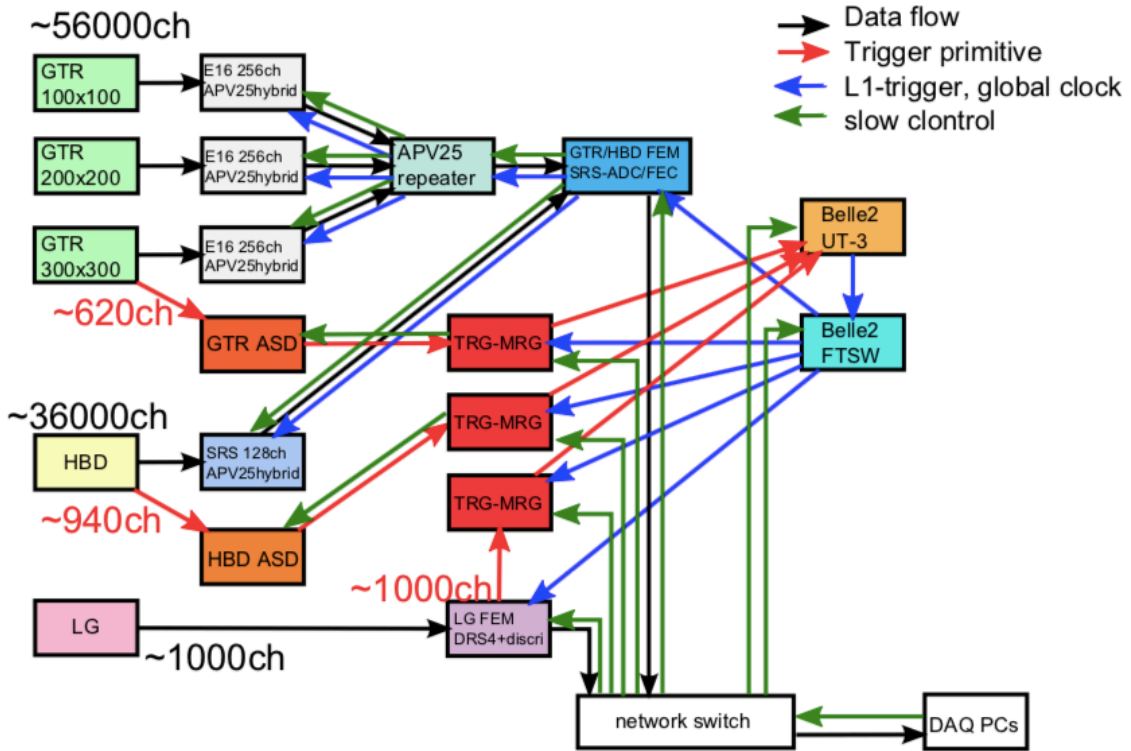 ~56000ch
Data flow
Trigger primitive
L1-trigger, global clock
slow clontrol
GTR
100x100
E16 256ch
APV25hybrid
GTR
200x200
E16 256ch
APV25hybrid
APV25
repeater
GTR/HBD FEM
SRS-ADC/FEC
GTR
300x300
E16 256ch
APV25hybrid
Belle2
UT-3
~620ch
GTR ASD
TRG-MRG
Belle2
FTSW
~36000ch
TRG-MRG
HBD
SRS 128ch
APV25hybrid
TRG-MRG
~940ch
HBD ASD
~1000ch
LG
LG FEM
DRS4+discri
~1000ch
network switch
DAQ PCs